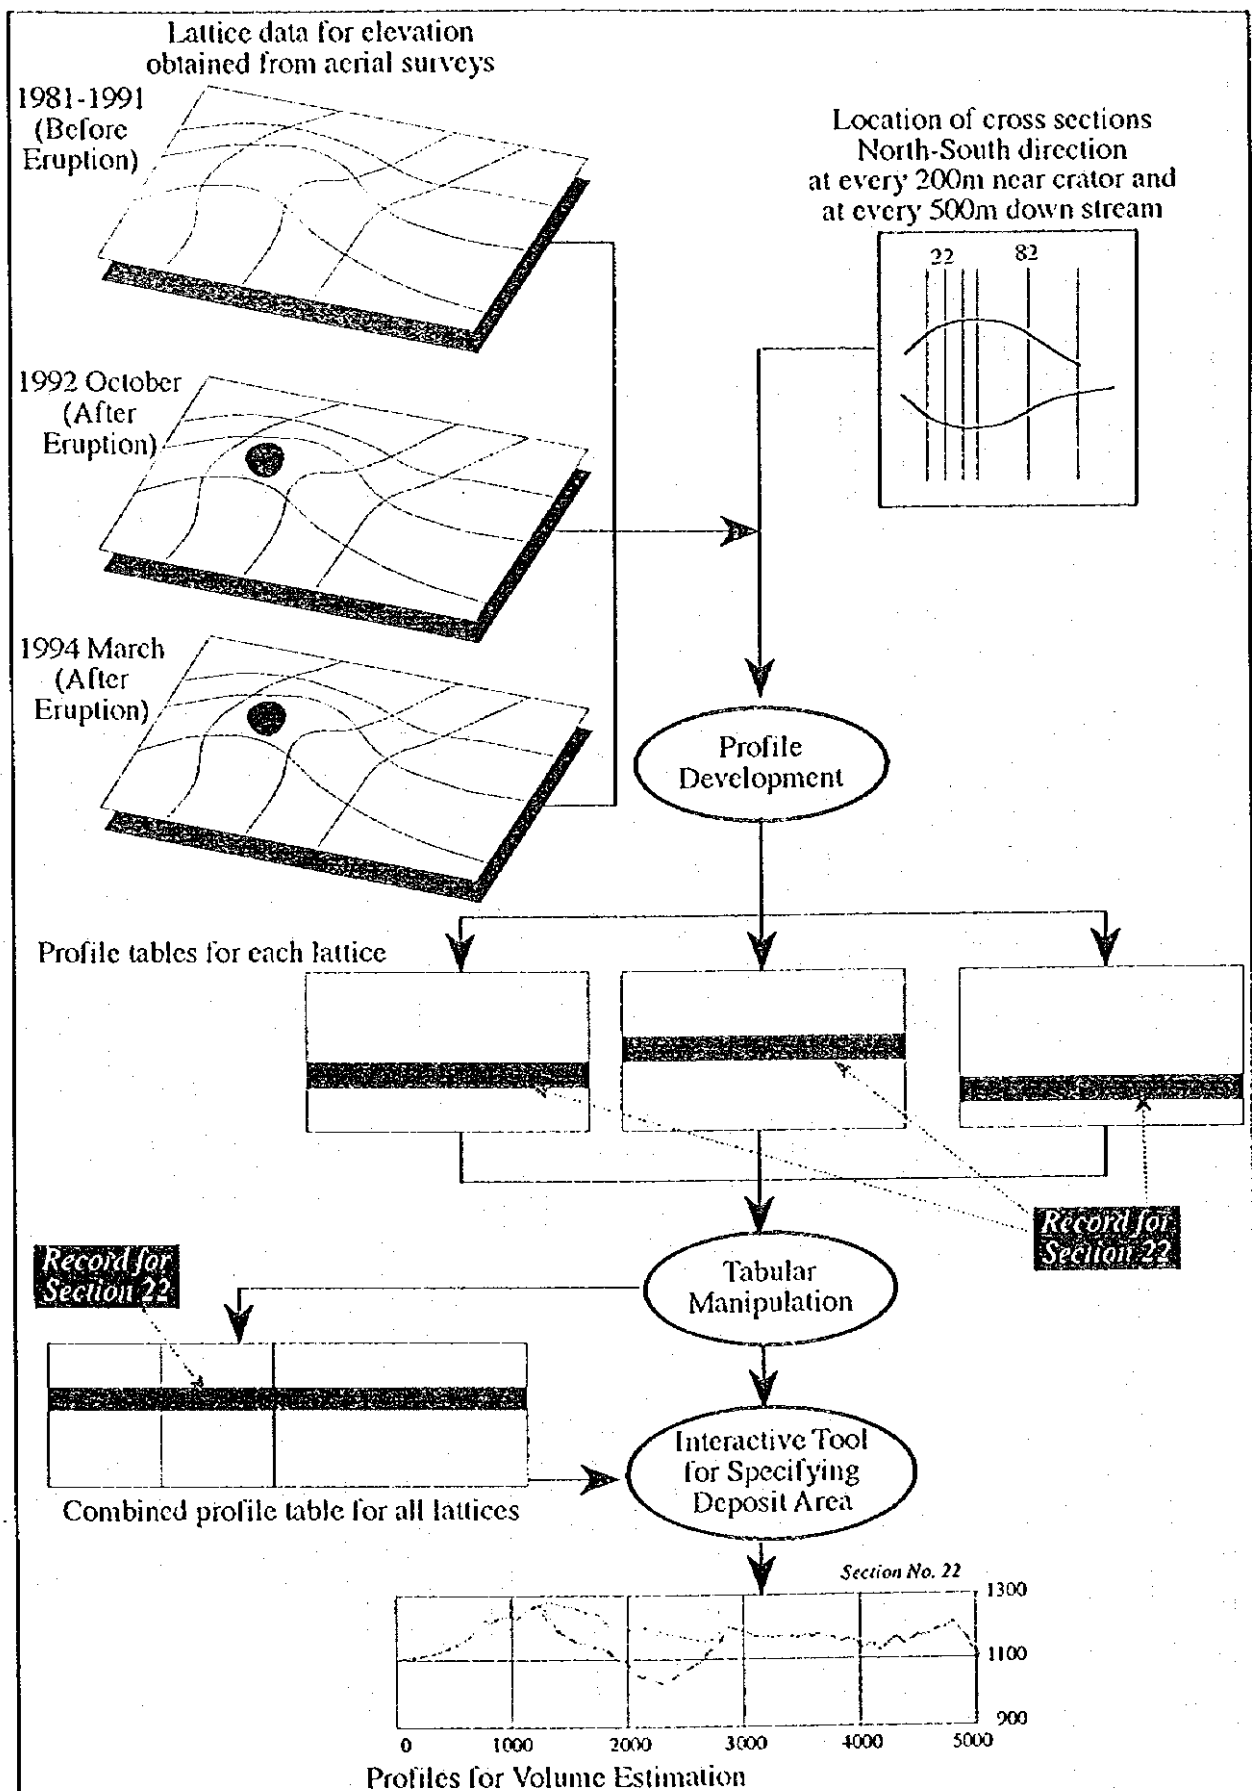 Lattice data for elevation
obtained from aerial surveys
1981-1991
(Before
Eruption)
Location of cross sections
North-South direction
at every 200m near crator and
at every 500m down stream
22 82
1992 October
(After
Eruption)
1994 March
(After
Eruption)
Profile
Development
Profile tables for each lattice
Record for
Section 22
Record for
Section 22
Tabular
Manipulation
Interactive Tool
for Specifying
Deposit Area
Combined profile table for all lattices
Section No. 22
1300
1100
900
0 1000 2000 3000 4000 5000
Profiles for Volume Estimation